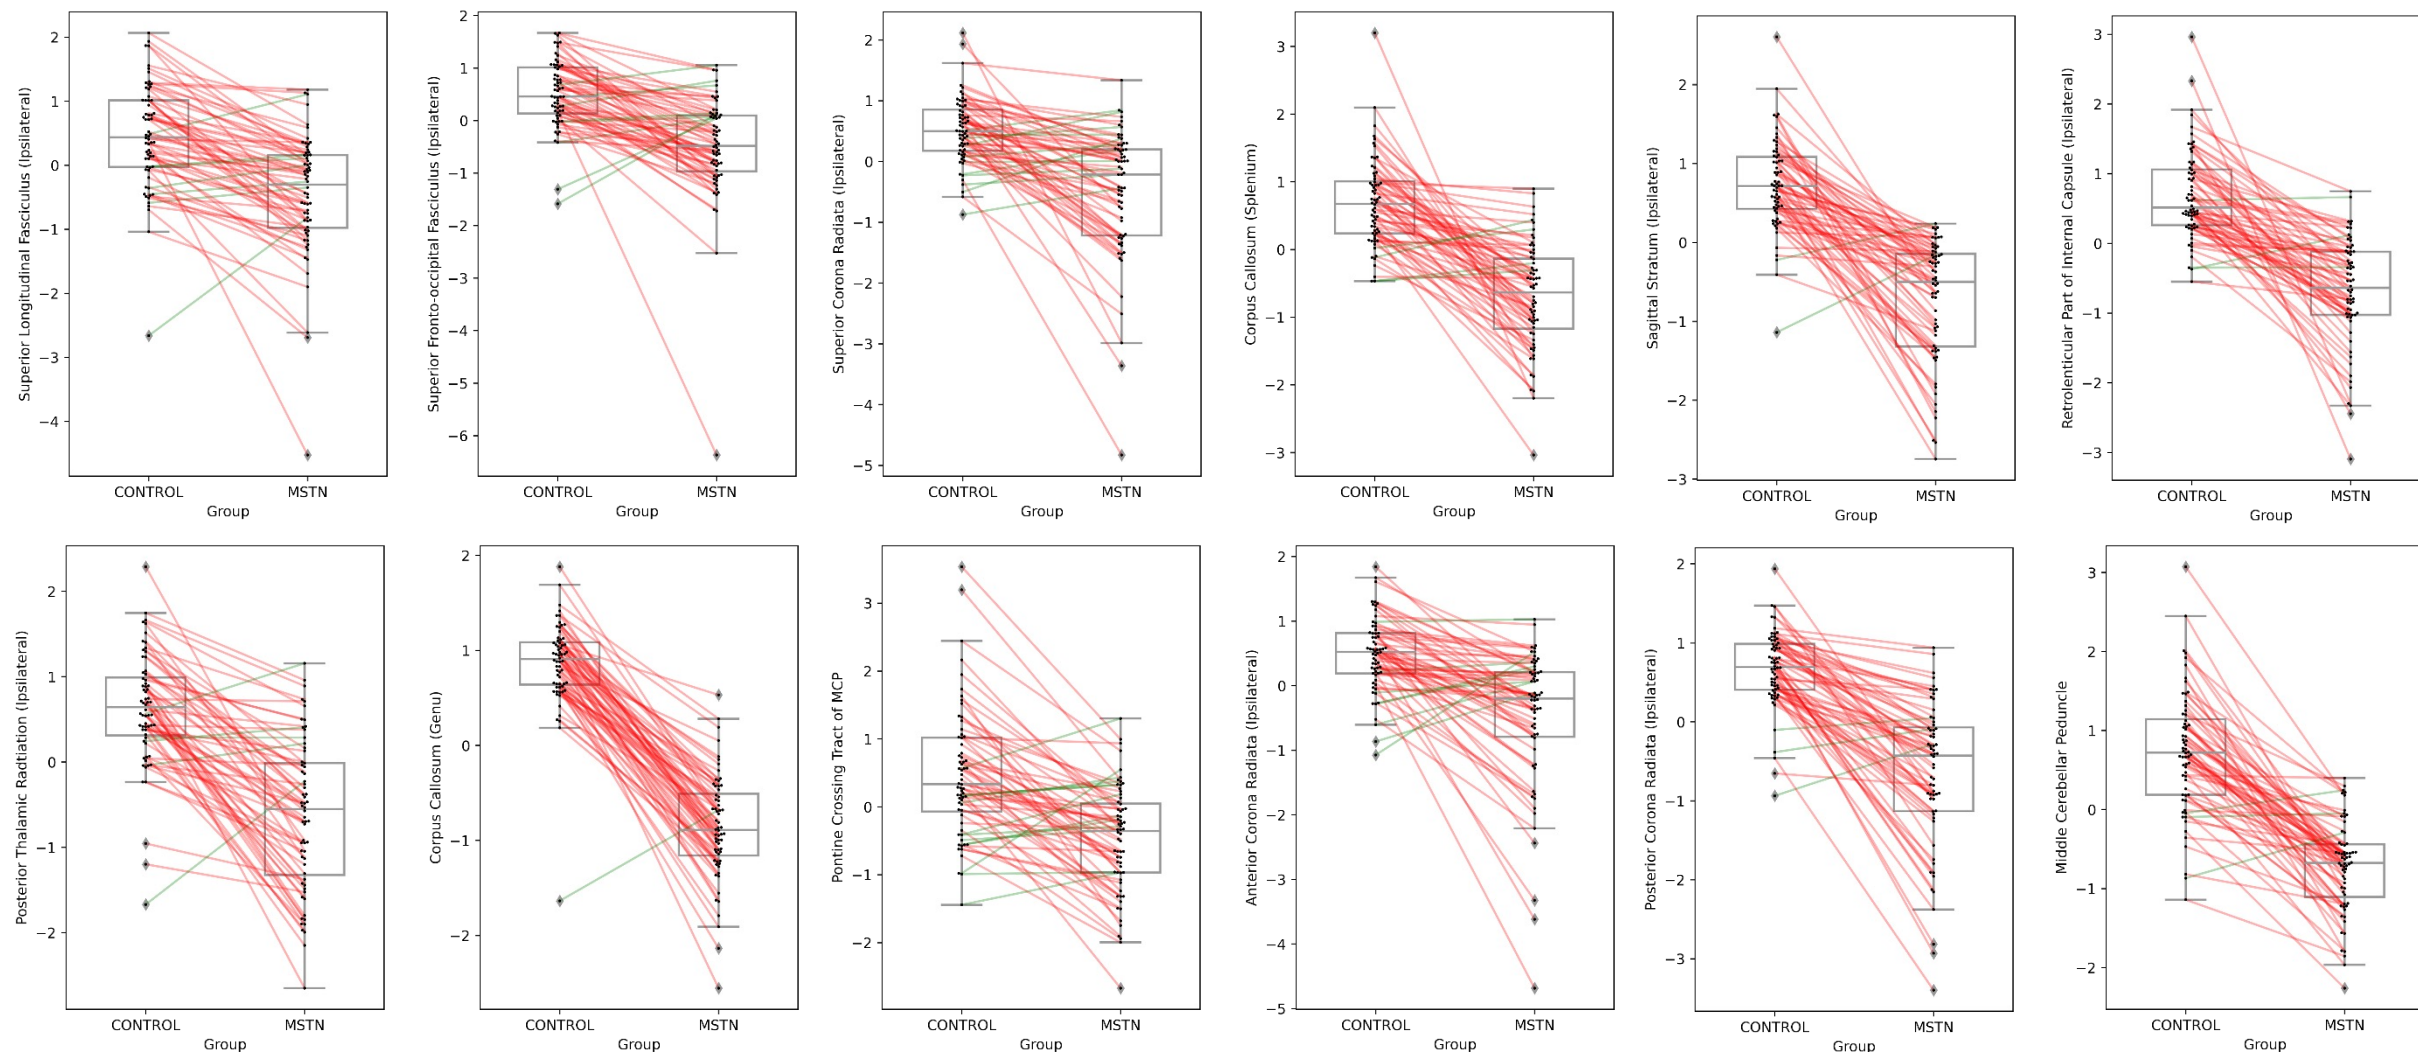 Superior Longitudinal Fasciculus (Ipsilateral)
2
1
0
−1
−2
−3
−4
CONTROL
MSTN
Group
Superior Fronto-occipital Fasciculus (Ipsilateral)
2
1
0
−1
−2
−3
−4
−5
−6
CONTROL
MSTN
Group
Superior Corona Radiata (Ipsilateral)
2
1
0
−1
−2
−3
−4
−5
CONTROL
MSTN
Group
Corpus Callosum (Splenium)
3
2
1
0
−1
−2
−3
CONTROL
MSTN
Group
Sagittal Stratum (Ipsilateral)
2
1
0
−1
−2
−3
CONTROL
MSTN
Group
Retrolenticular Part of Internal Capsule (Ipsilateral)
3
2
1
0
−1
−2
−3
CONTROL
MSTN
Group
Posterior Thalamic Radtiation (Ipsilateral)
2
1
0
−1
−2
CONTROL
MSTN
Group
Corpus Callosum (Genu)
2
1
0
−1
−2
CONTROL
MSTN
Group
Pontine Crossing Tract of MCP
3
2
1
0
−1
−2
CONTROL
MSTN
Group
Anterior Corona Radiata (Ipsilateral)
2
1
0
−1
−2
−3
−4
−5
CONTROL
MSTN
Group
Posterior Corona Radiata (Ipsilateral)
2
1
0
−1
−2
−3
CONTROL
MSTN
Group
Middle Cerebellar Peduncle
3
2
1
0
−1
−2
CONTROL
MSTN
Group